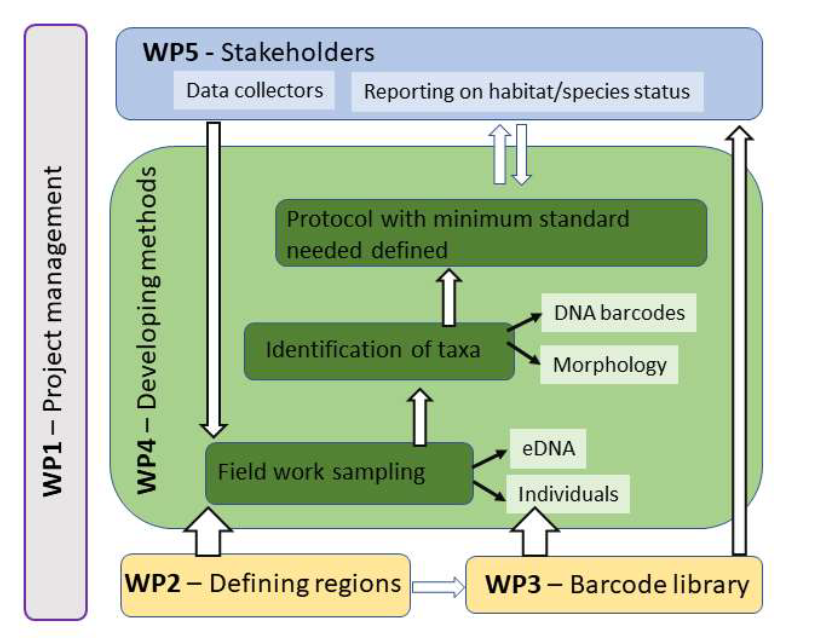 WP1 – Project management
WP5 - Stakeholders
Data collectors
Reporting on habitat/species status
WP4 – Developing methods
Protocol with minimum standard
needed defined
Identification of taxa
DNA barcodes
Morphology
Field work sampling
eDNA
Individuals
WP2 – Defining regions
WP3 – Barcode library